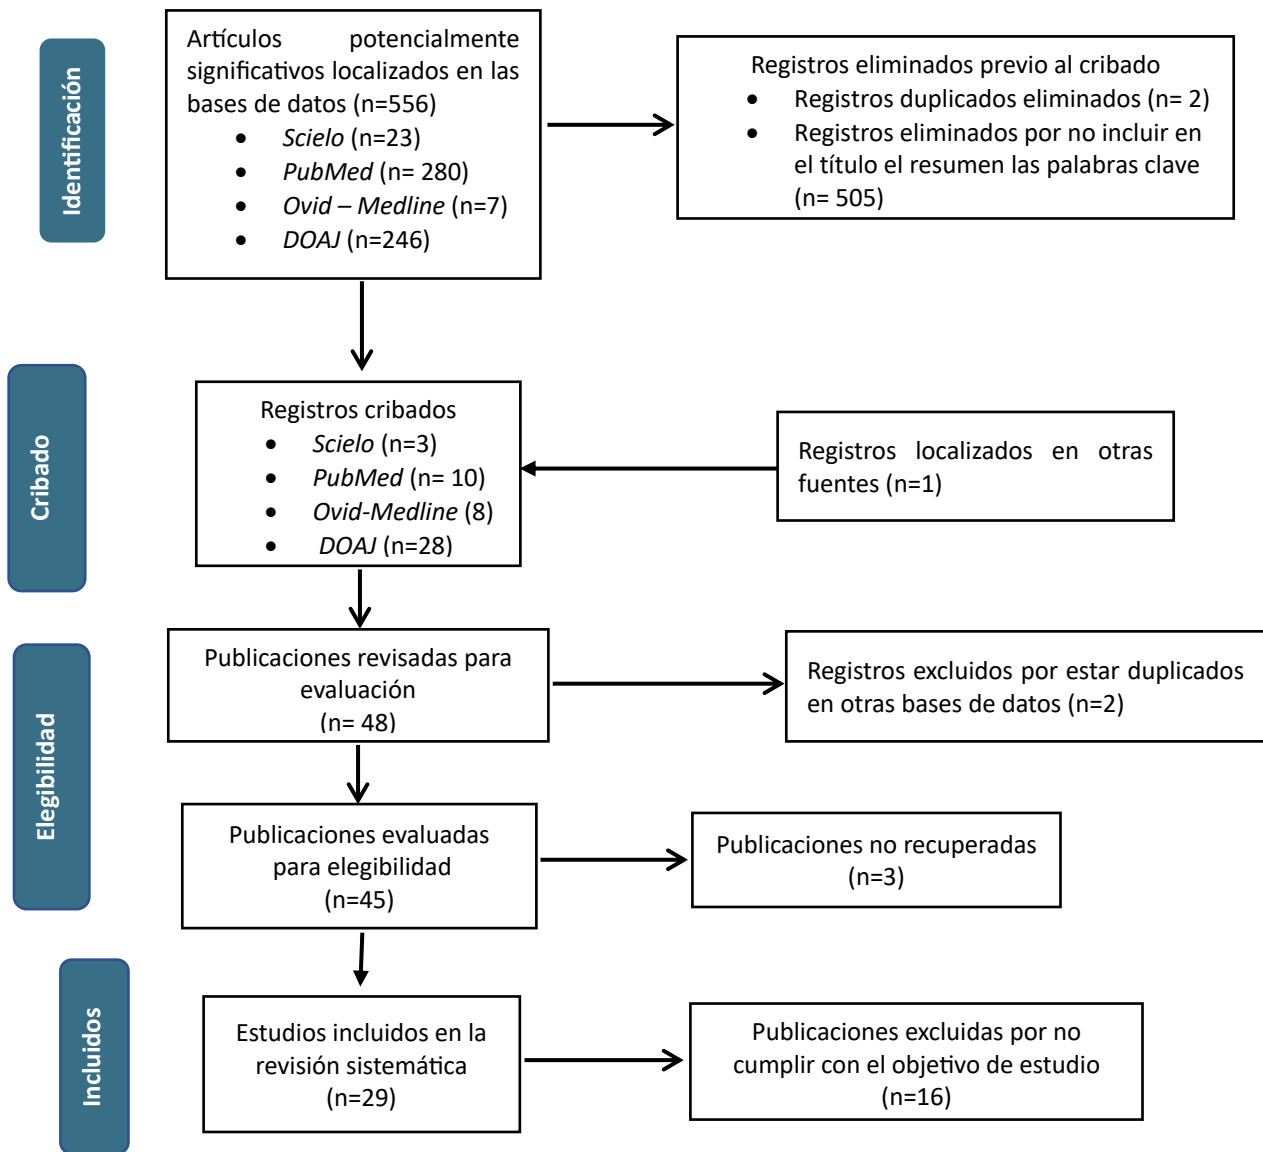 Identificación
Artículos potencialmente
significativos localizados en las
bases de datos (n=556)
• Scielo (n=23)
• PubMed (n= 280)
• Ovid – Medline (n=7)
• DOAJ (n=246)
Registros eliminados previo al cribado
• Registros duplicados eliminados (n= 2)
• Registros eliminados por no incluir en
el título el resumen las palabras clave
(n= 505)
Cribado
Registros cribados
• Scielo (n=3)
• PubMed (n= 10)
• Ovid-Medline (8)
• DOAJ (n=28)
Registros localizados en otras
fuentes (n=1)
Elegibilidad
Publicaciones revisadas para
evaluación
(n= 48)
Registros excluidos por estar duplicados
en otras bases de datos (n=2)
Publicaciones evaluadas
para elegibilidad
(n=45)
Publicaciones no recuperadas
(n=3)
Incluidos
Estudios incluidos en la
revisión sistemática
(n=29)
Publicaciones excluidas por no
cumplir con el objetivo de estudio
(n=16)